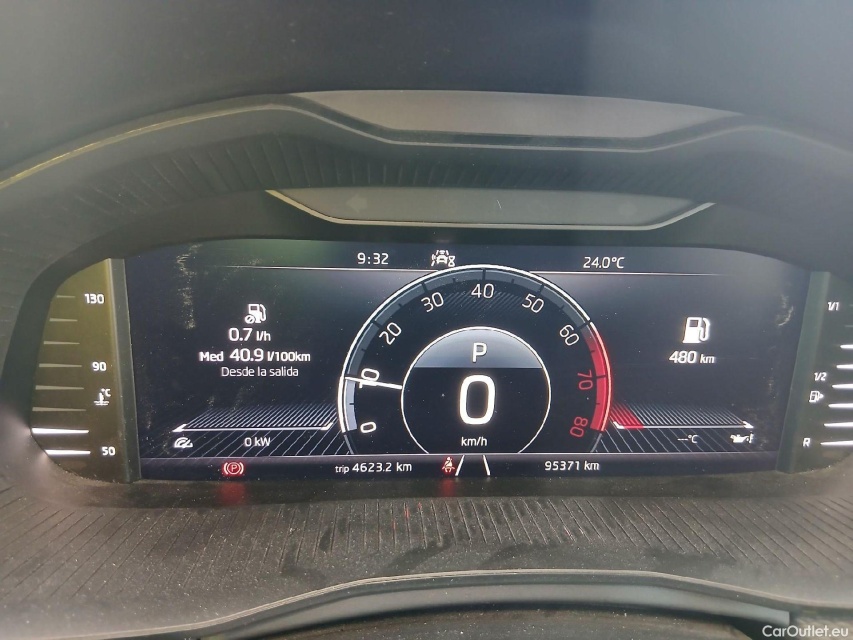 9:32
24.0°C
130
90
50
0.7 l/h
Med 40.9 l/100km
Desde la salida
0 kW
0
10
20
30
40
50
60
70
80
P
0
km/h
480 km
--°C
1/1
1/2
R
(P)
trip 4623.2 km
95371 km
CarOutlet.eu